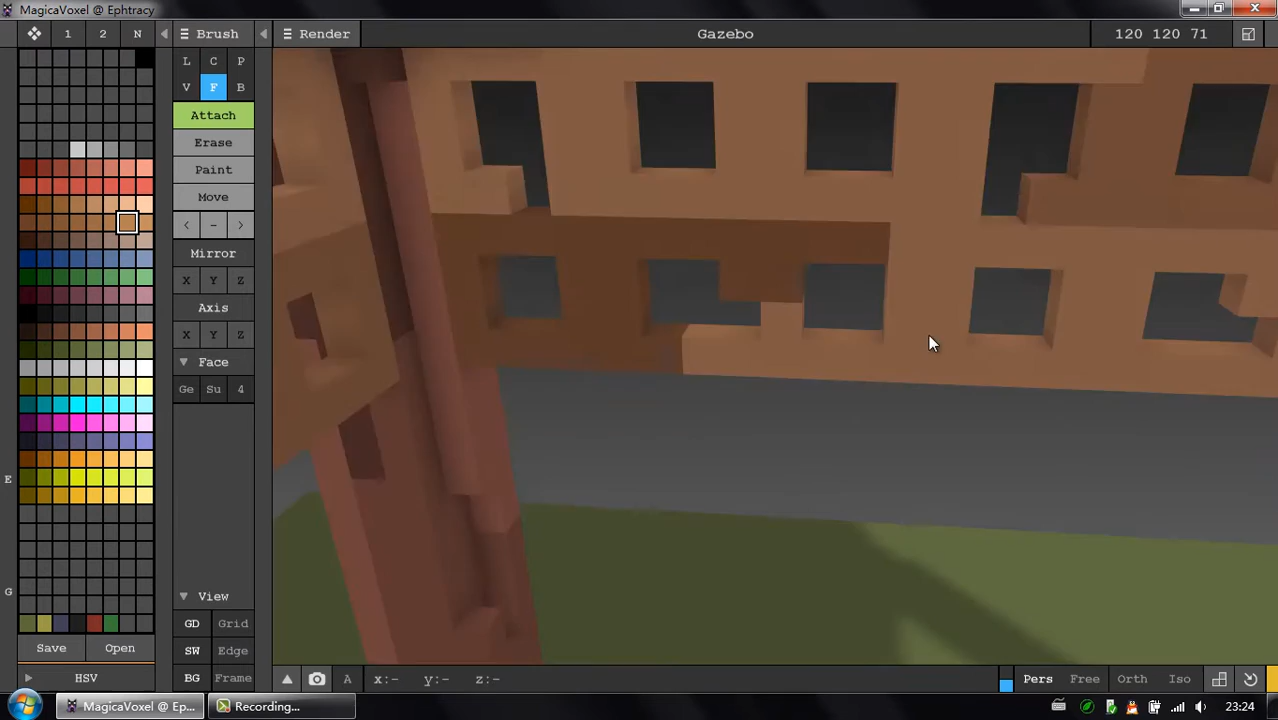 MagicaVoxel @ Ephtracy
1 2 N
Brush
Render
Gazebo
120 120 71
L C P
V F B
Attach
Erase
Paint
Move
< - >
Mirror
X Y Z
Axis
X Y Z
Face
Ge Su 4
E
G
View
GD Grid
SW Edge
BG Frame
Save Open
HSV
A x:- y:- z:-
Pers Free Orth Iso
MagicaVoxel @ Ep...
Recording...
23:24